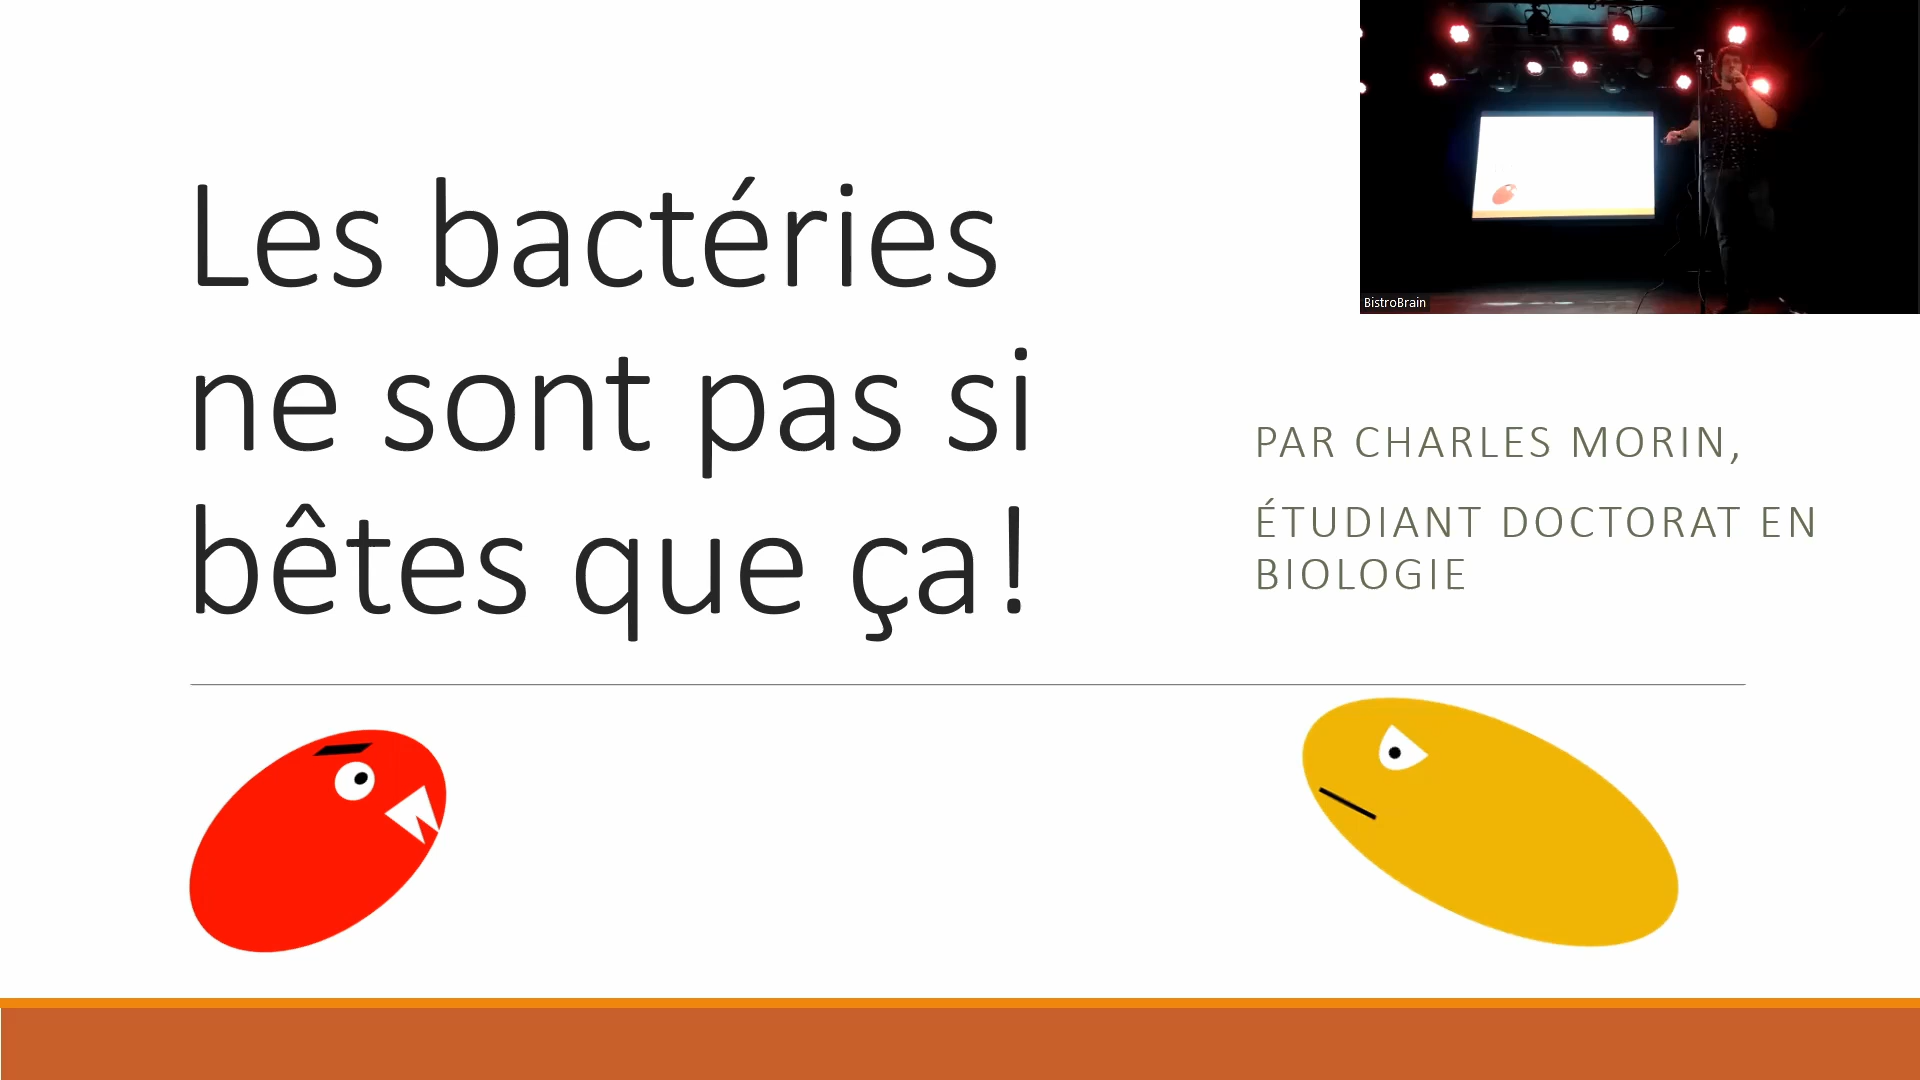 Les bactéries
ne sont pas si
bêtes que ça!
PAR CHARLES MORIN,
ÉTUDIANT DOCTORAT EN
BIOLOGIE
BistroBrain